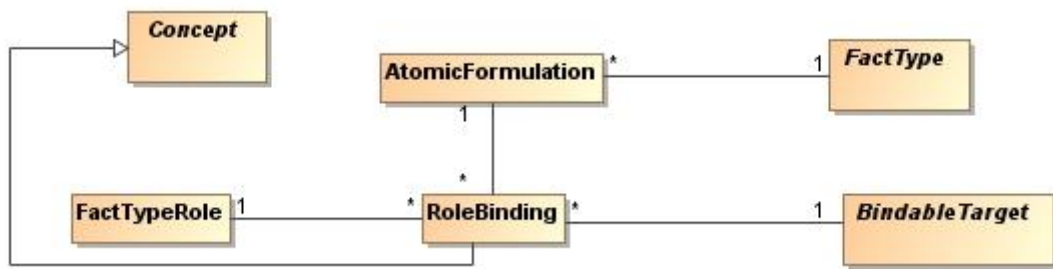 Concept
AtomicFormulation * 1 FactType
1
*
FactTypeRole 1 * RoleBinding * 1 BindableTarget